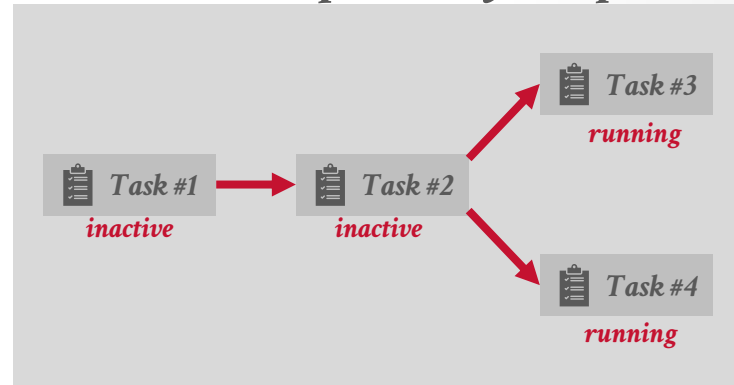 Task #3
running
Task #1
Task #2
inactive
inactive
Task #4
running